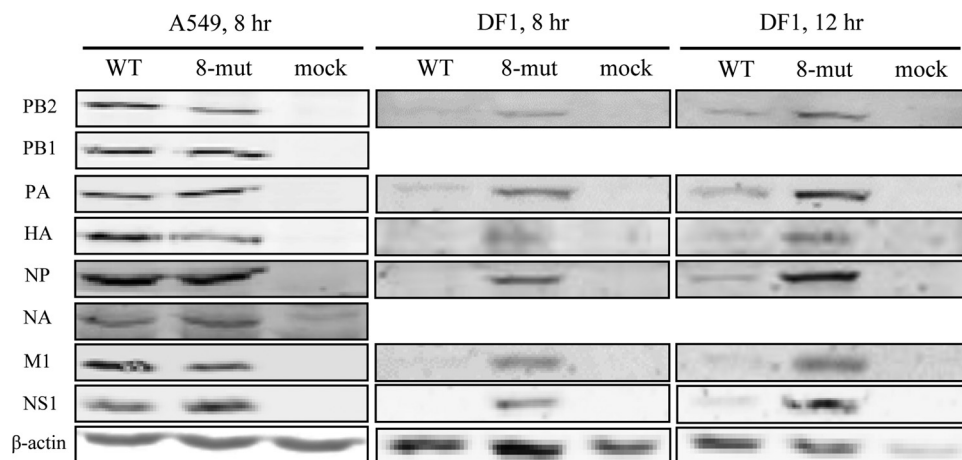 A549, 8 hr DF1, 8 hr DF1, 12 hr
WT 8-mut mock WT 8-mut mock WT 8-mut mock
PB2
PB1
PA
HA
NP
NA
M1
NS1
β-actin